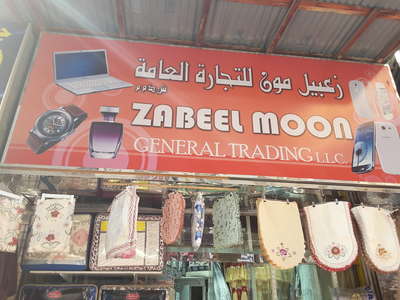 زعبيل مون للتجارة العامة
ش.ذ.م.م
ZABEEL MOON
GENERAL TRADING L.L.C.